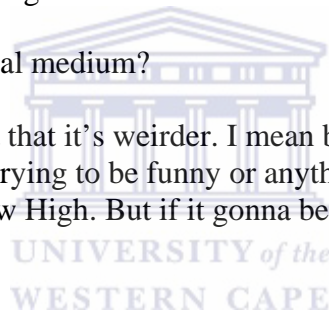 al medium?
that it's weirder. I mean b
rying to be funny or anyth
w High. But if it gonna be
UNIVERSITY of the
WESTERN CAPE